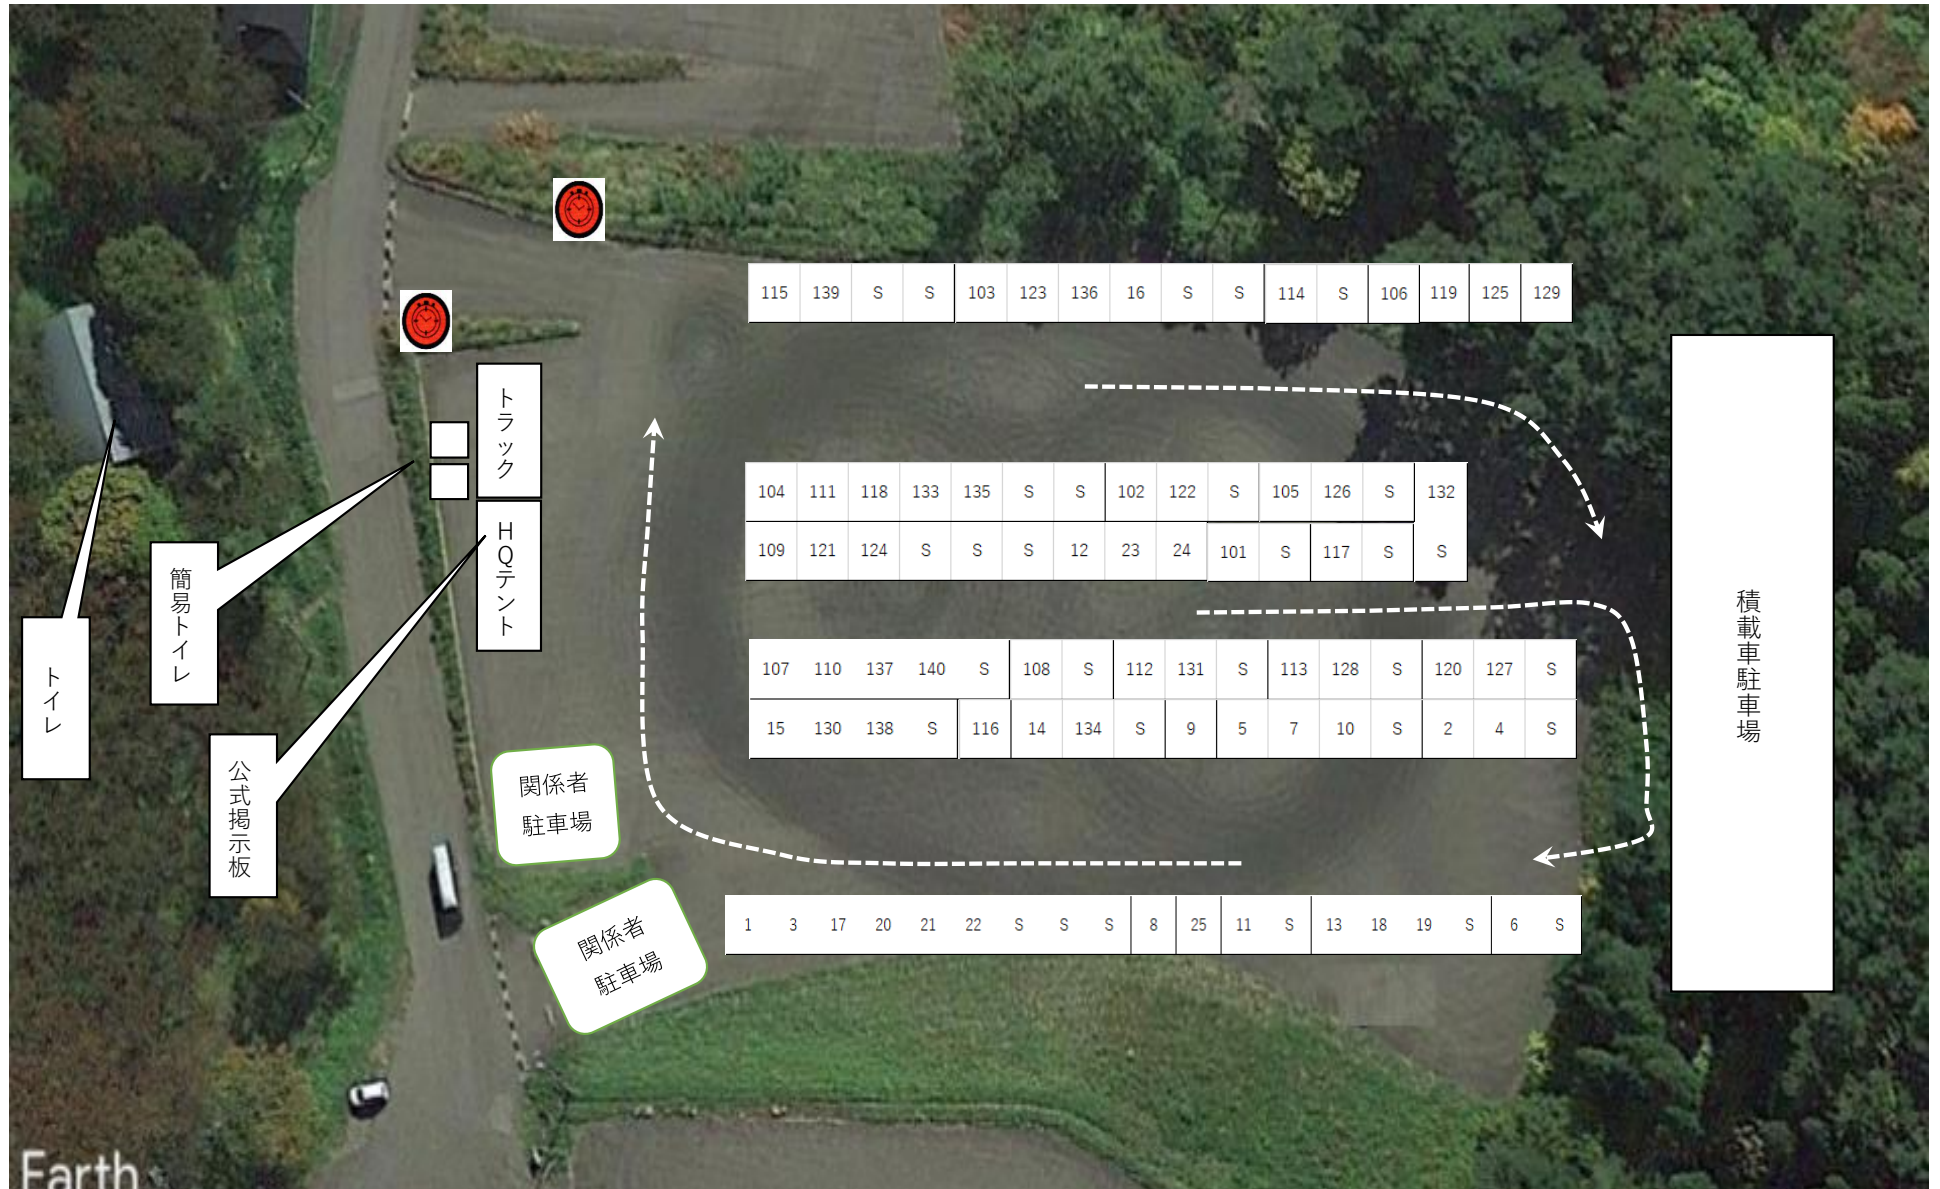 115 139 S S 103 123 136 16 S S 114 S 106 119 125 129
トラック
104 111 118 133 135 S S 102 122 S 105 126 S 132
109 121 124 S S S 12 23 24 101 S 117 S S
HQテント
簡易トイレ
トイレ
積載車駐車場
107 110 137 140 S 108 S 112 131 S 113 128 S 120 127 S
15 130 138 S 116 14 134 S 9 5 7 10 S 2 4 S
公式掲示板
関係者
駐車場
関係者
駐車場
1 3 17 20 21 22 S S S 8 25 11 S 13 18 19 S 6 S
Earth